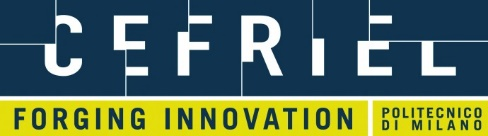 CEFRIEL
FORGING INNOVATION
POLITECNICO
DI MILANO